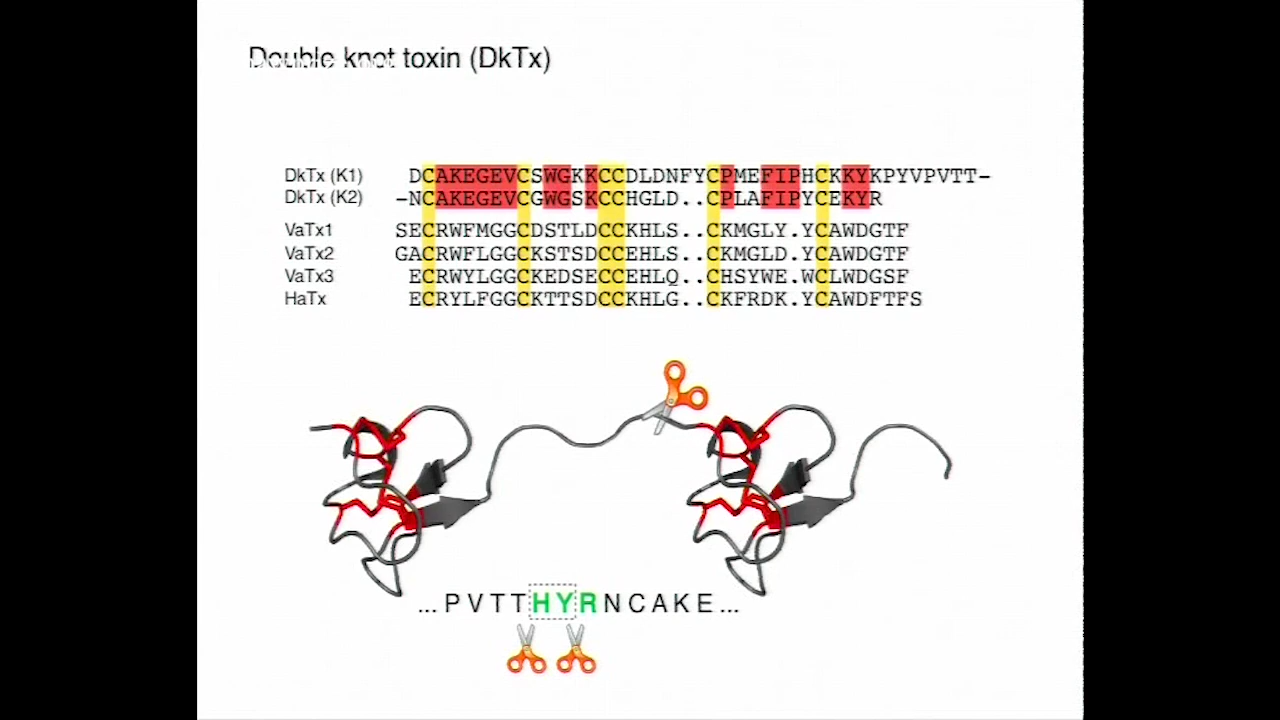 Double knot toxin (DkTx)
DkTx (K1) DCAKEGEVCSWGKKCCDLDNFYCPMEFIPHCKKYKPYVPVTT-
DkTx (K2) -NCAKEGEVCGWGSKCCHGLD..CPLAFIPYCEKYR
VaTx1 SECRWFMGGCDSTLDCCKHLS..CKMGLY.YCAWDGTF
VaTx2 GACRWFLGGCKSTSDCCEHLS..CKMGLD.YCAWDGTF
VaTx3 ECRWYLGGCKEDSECCEHLQ..CHSYWE.WCLWDGSF
HaTx ECRYLFGGCKTTSDCCKHLG..CKFRDK.YCAWDFTFS
...PVTTHYRNCAKE...